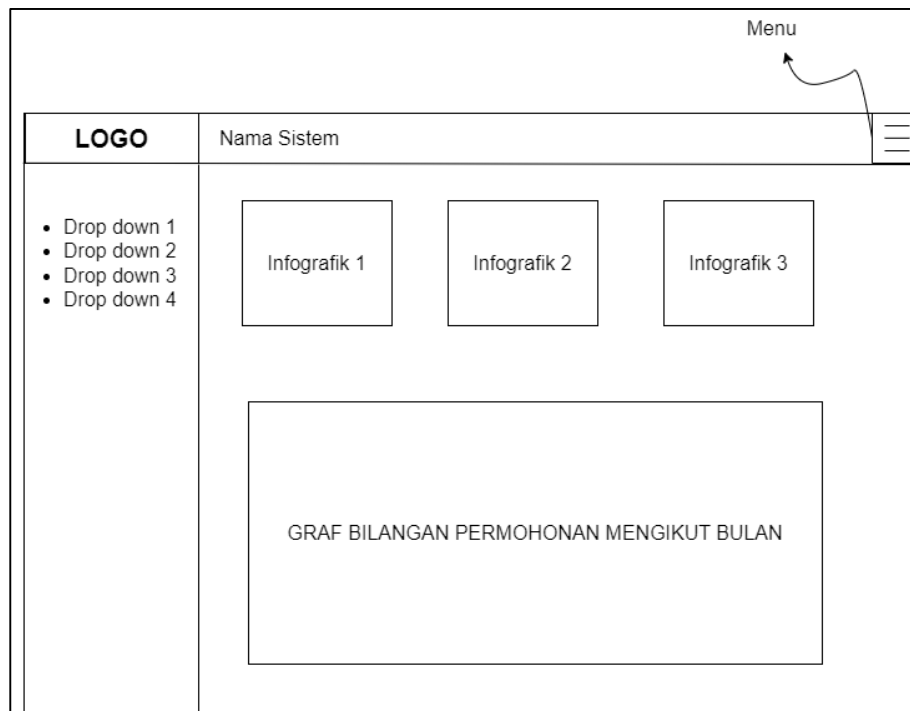 Menu
LOGO
Nama Sistem
Drop down 1
Drop down 2
Drop down 3
Drop down 4
Infografik 1
Infografik 2
Infografik 3
GRAF BILANGAN PERMOHONAN MENGIKUT BULAN